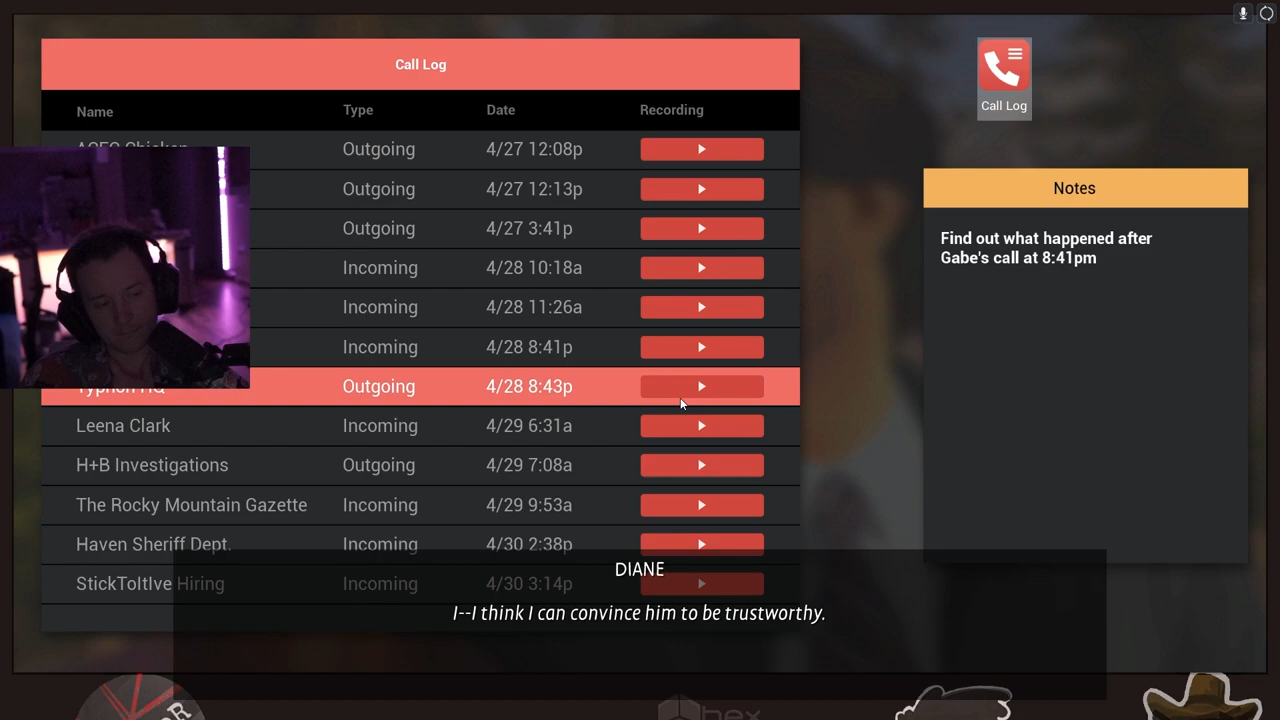 Call Log
Call Log
Name Type Date Recording
Outgoing 4/27 12:08p
Outgoing 4/27 12:13p
Outgoing 4/27 3:41p
Incoming 4/28 10:18a
Incoming 4/28 11:26a
Incoming 4/28 8:41p
Typhon HQ Outgoing 4/28 8:43p
Leena Clark Incoming 4/29 6:31a
H+B Investigations Outgoing 4/29 7:08a
The Rocky Mountain Gazette Incoming 4/29 9:53a
Haven Sheriff Dept. Incoming 4/30 2:38p
StickToItIve Hiring Incoming 4/30 3:14p
Notes
Find out what happened after
Gabe's call at 8:41pm
DIANE
I--I think I can convince him to be trustworthy.
hex